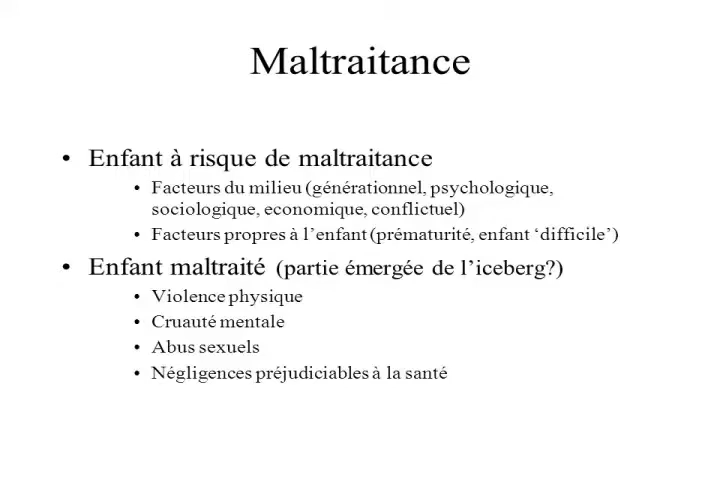 Maltraitance
• Enfant à risque de maltraitance
• Facteurs du milieu (générationnel, psychologique,
sociologique, economique, conflictuel)
• Facteurs propres à l’enfant (prématurité, enfant ‘difficile’)
• Enfant maltraité (partie émergée de l’iceberg?)
• Violence physique
• Cruauté mentale
• Abus sexuels
• Négligences préjudiciables à la santé